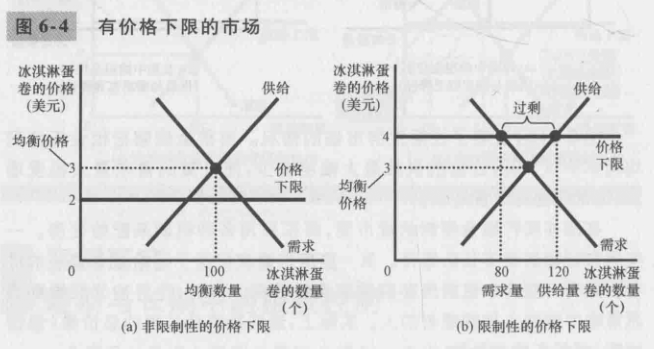 图 6-4 有价格下限的市场
冰淇淋蛋
卷的价格
(美元)
供给
均衡价格
3
价格
下限
2
需求
0
100
均衡数量
冰淇淋蛋
卷的数量
(个)
(a) 非限制性的价格下限
冰淇淋蛋
卷的价格
(美元)
过剩
供给
4
价格
下限
3
均衡
价格
需求
0
80
120
需求量
供给量
冰淇淋蛋
卷的数量
(个)
(b) 限制性的价格下限